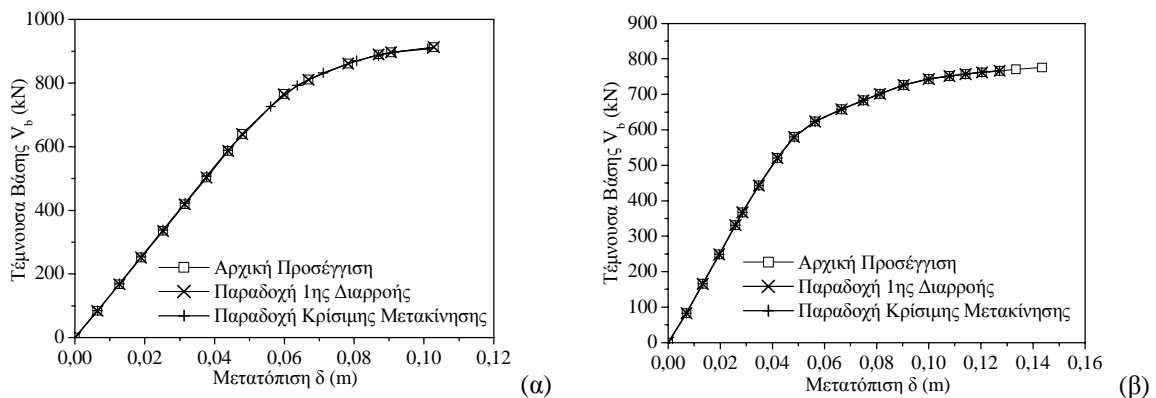 1000
800
600
400
200
0
Τέμνουσα Βάσης V_b (kN)
Αρχική Προσέγγιση
Παραδοχή 1ης Διαρροής
Παραδοχή Κρίσιμης Μετακίνησης
0,00 0,02 0,04 0,06 0,08 0,10 0,12
Μετατόπιση δ (m)
(α)
900
800
700
600
500
400
300
200
100
0
Τέμνουσα Βάσης V_b (kN)
Αρχική Προσέγγιση
Παραδοχή 1ης Διαρροής
Παραδοχή Κρίσιμης Μετακίνησης
0,00 0,02 0,04 0,06 0,08 0,10 0,12 0,14 0,16
Μετατόπιση δ (m)
(β)